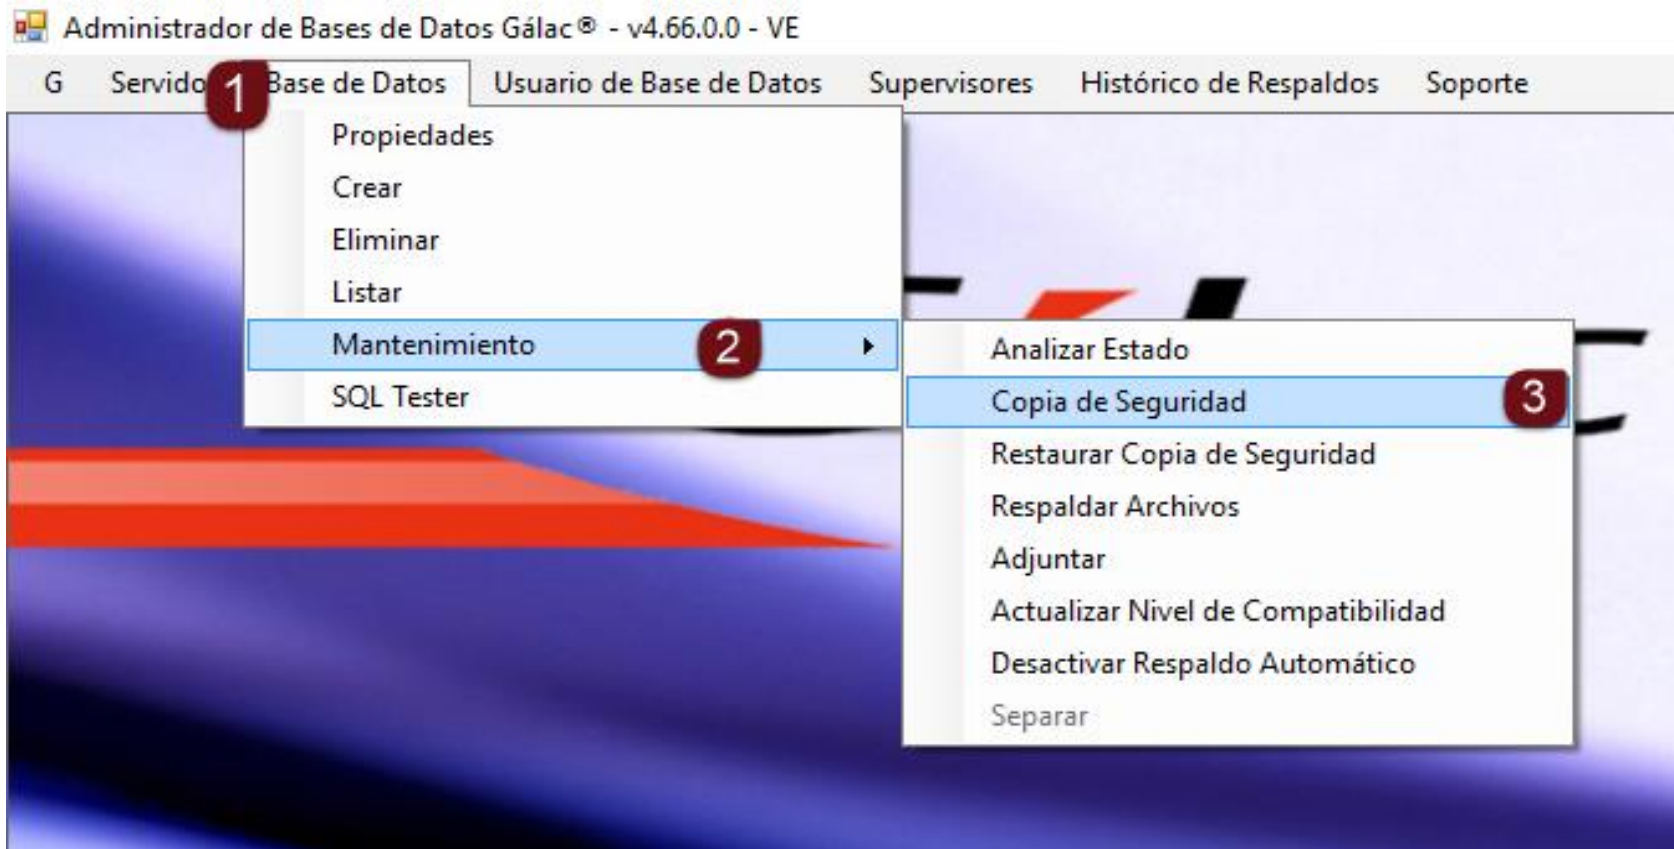 Administrador de Bases de Datos Gálac® - v4.66.0.0 - VE
G Servido 1 Base de Datos Usuario de Base de Datos Supervisores Histórico de Respaldos Soporte
Propiedades
Crear
Eliminar
Listar
Mantenimiento 2
SQL Tester
Analizar Estado
Copia de Seguridad 3
Restaurar Copia de Seguridad
Respaldar Archivos
Adjuntar
Actualizar Nivel de Compatibilidad
Desactivar Respaldo Automático
Separar